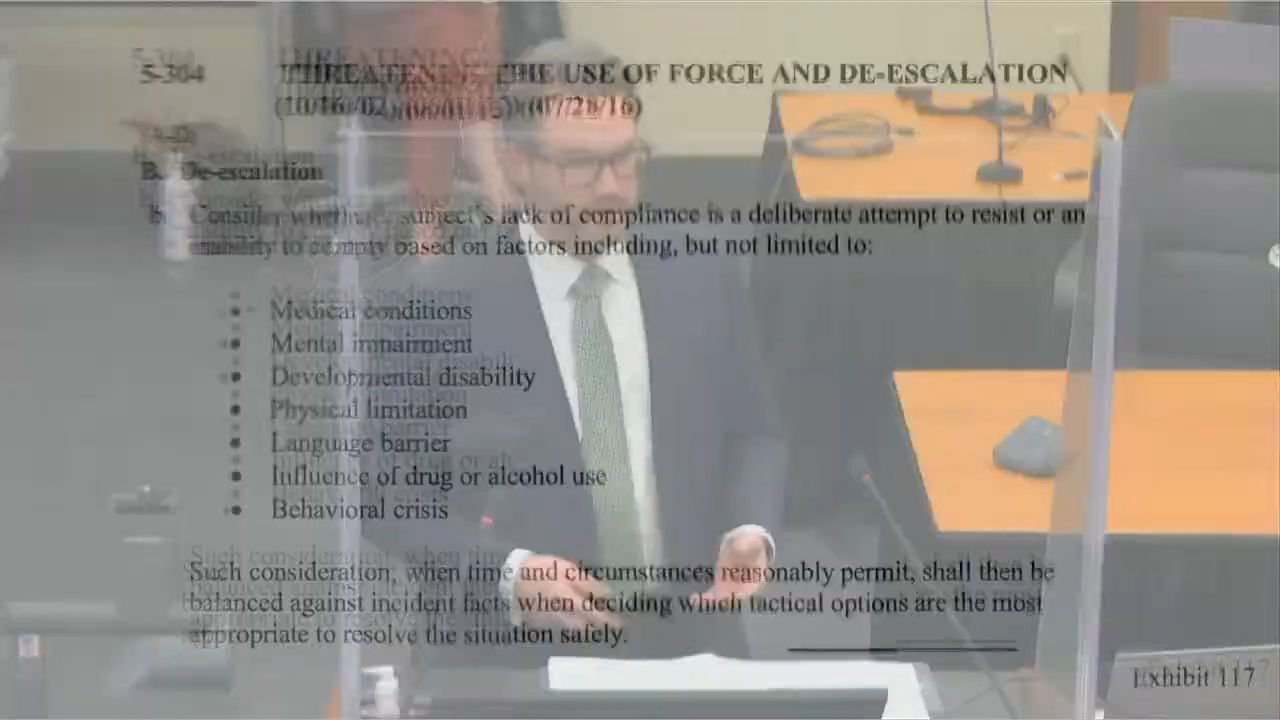 5-304 THREATENING THE USE OF FORCE AND DE-ESCALATION
(10/16/02) (06/01/15) (07/28/16)
B. De-escalation
b. Consider whether a subject's lack of compliance is a deliberate attempt to resist or an
inability to comply based on factors including, but not limited to:
• Medical conditions
• Mental impairment
• Developmental disability
• Physical limitation
• Language barrier
• Influence of drug or alcohol use
• Behavioral crisis
Such consideration, when time and circumstances reasonably permit, shall then be
balanced against incident facts when deciding which tactical options are the most
appropriate to resolve the situation safely.
Exhibit 117